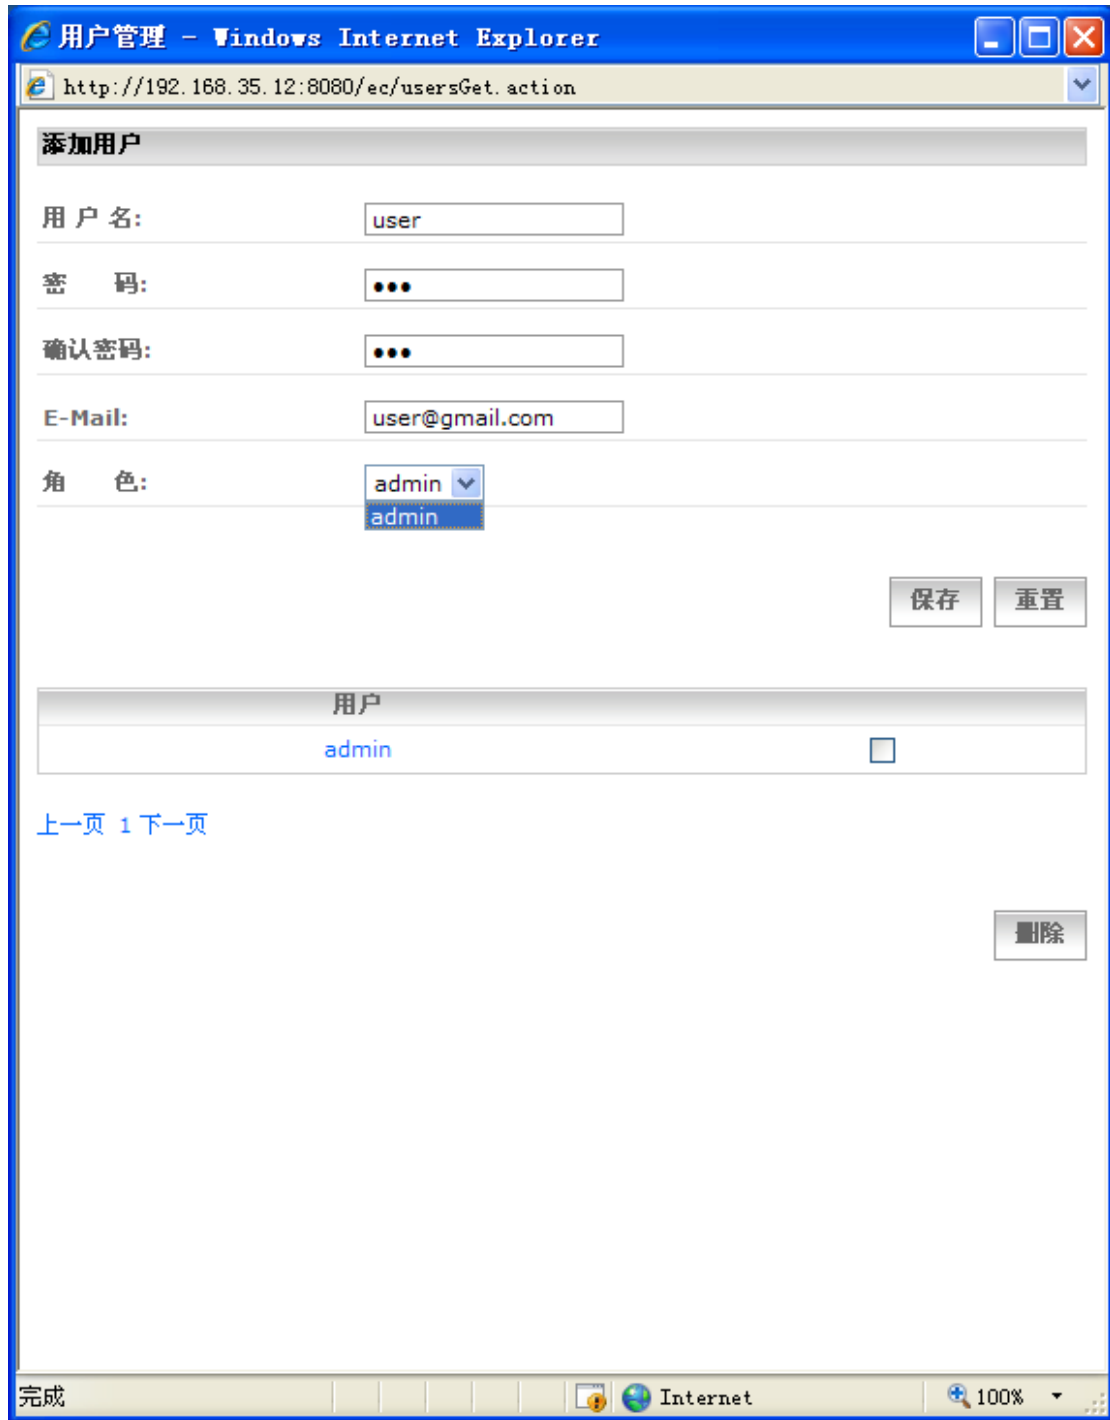 用户管理 - Windows Internet Explorer
http://192.168.35.12:8080/ec/usersGet.action
添加用户
用 户 名: user
密 码: •••
确认密码: •••
E-Mail: user@gmail.com
角 色: admin
admin
保存 重置
用户
admin
上一页 1 下一页
删除
完成 Internet 100%